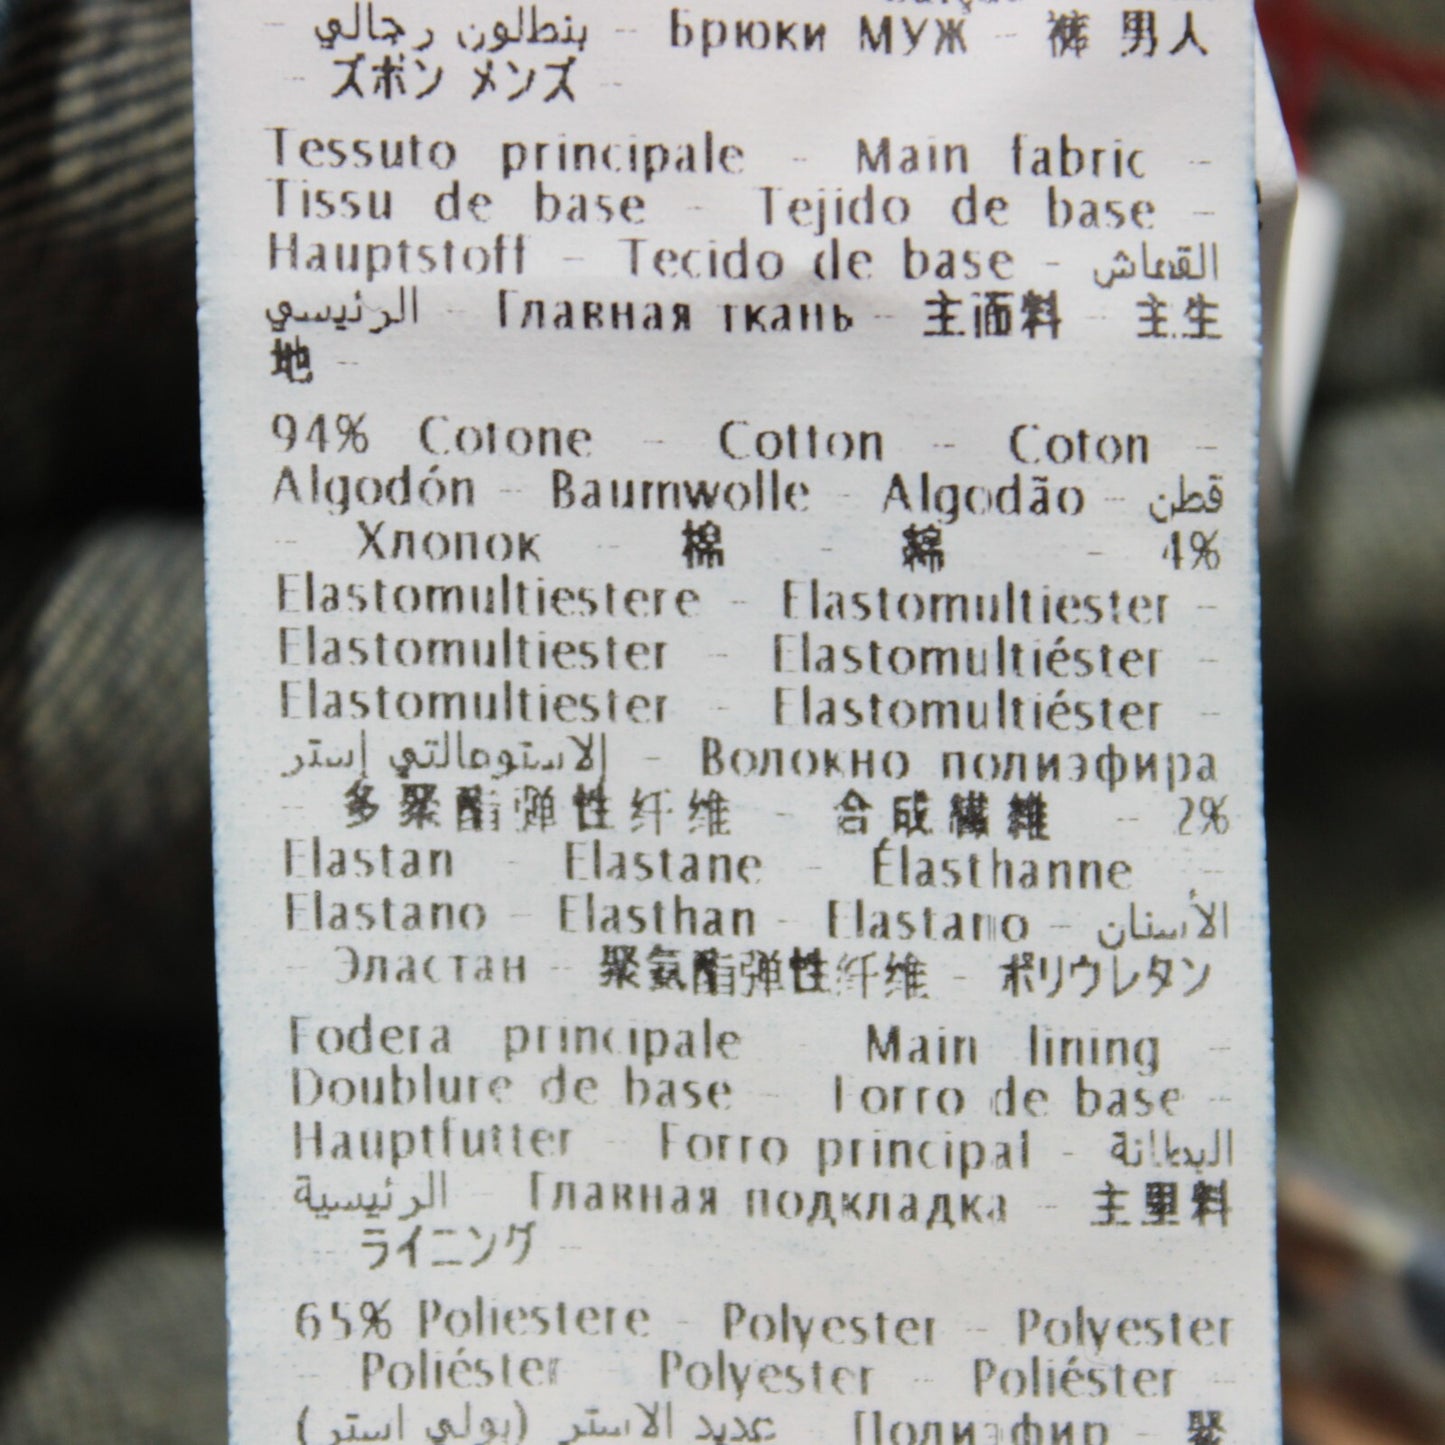 - بنطلون رجالي - Брюки МУЖ - 裤 男人
- ズボン メンズ -
Tessuto principale - Main fabric -
Tissu de base - Tejido de base -
Hauptstoff - Tecido de base - القماش
الرئيسي - Главная ткань - 主面料 - 主生
地 -
94% Cotone - Cotton - Coton -
Algodón - Baumwolle - Algodão - قطن
- Хлопок - 棉 - 綿 - 4%
Elastomultiestere - Elastomultiester -
Elastomultiester - Elastomultiéster -
Elastomultiester - Elastomultiéster -
الاستومالتي إستر - Волокно полиэфира
- 多聚酯弹性纤维 - 合成繊維 - 2%
Elastan - Elastane - Élasthanne -
Elastano - Elasthan - Elastano - الأستان
- Эластан - 聚氨酯弹性纤维 - ポリウレタン
Fodera principale Main lining -
Doublure de base - Forro de base -
Hauptfutter - Forro principal - البطانة
الرئيسية - Главная подкладка - 主里料
- ライニング -
65% Poliestere - Polyester - Polyester
- Poliéster - Polyester - Poliéster -
عديد الاستر (بولي استر) - Полиэфир - 聚